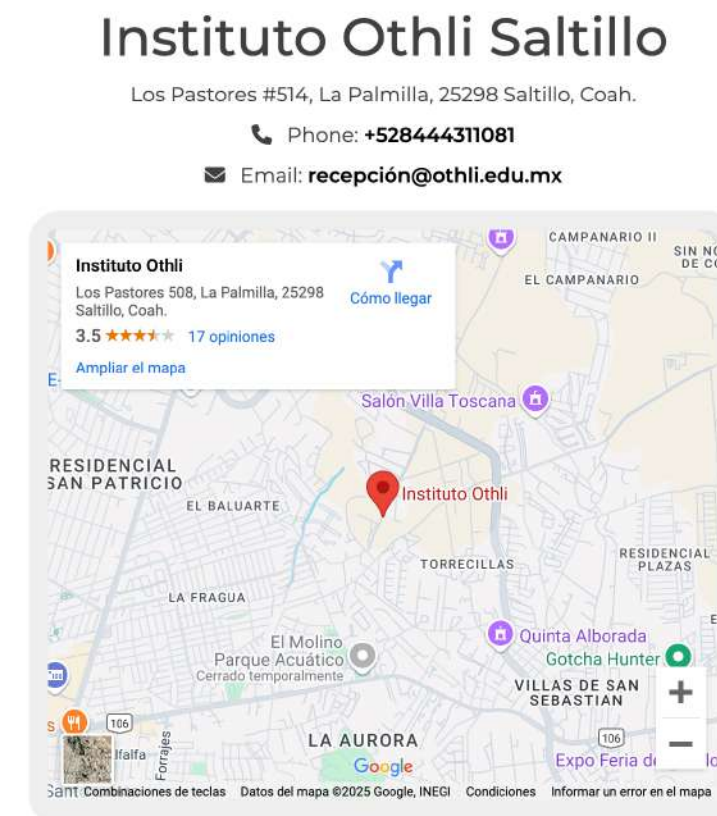 Instituto Othli Saltillo
Los Pastores #514, La Palmilla, 25298 Saltillo, Coah.
Phone: +528444311081
Email: recepción@othli.edu.mx
Instituto Othli
Los Pastores 508, La Palmilla, 25298
Saltillo, Coah.
Cómo llegar
3.5
17 opiniones
Ampliar el mapa
CAMPANARIO II
EL CAMPANARIO
Salón Villa Toscana
RESIDENCIAL
SAN PATRICIO
EL BALUARTE
Instituto Othli
TORRECILLAS
RESIDENCIAL
PLAZAS
LA FRAGUA
El Molino
Parque Acuático
Cerrado temporalmente
Quinta Alborada
Gotcha Hunter
VILLAS DE SAN
SEBASTIAN
106
106
LA AURORA
Forrajes
Google
Expo Feria de
Combinaciones de teclas Datos del mapa ©2025 Google, INEGI Condiciones Informar un error en el mapa